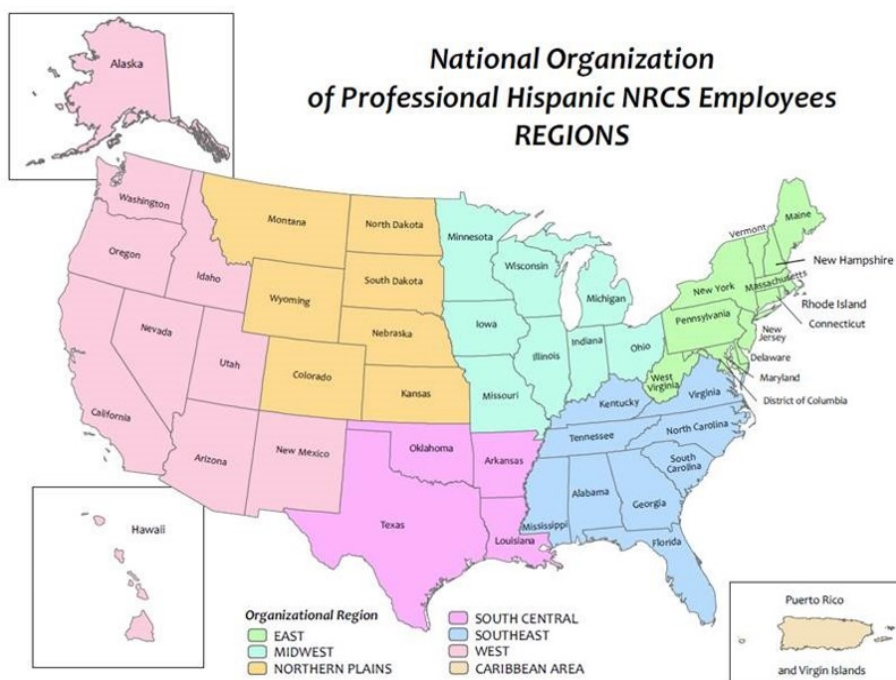 National Organization
of Professional Hispanic NRCS Employees
REGIONS
Alaska
Washington
Oregon
Idaho
Montana
North Dakota
South Dakota
Wyoming
Nebraska
Nevada
Utah
Colorado
Kansas
California
Arizona
New Mexico
Oklahoma
Texas
Arkansas
Louisiana
Minnesota
Wisconsin
Michigan
Iowa
Illinois
Indiana
Ohio
Missouri
Maine
Vermont
New Hampshire
New York
Massachusetts
Rhode Island
Connecticut
Pennsylvania
New
Jersey
Delaware
Maryland
District of Columbia
West
Virginia
Virginia
Kentucky
Tennessee
North Carolina
South
Carolina
Mississippi
Alabama
Georgia
Florida
Hawaii
Organizational Region
EAST
MIDWEST
NORTHERN PLAINS
SOUTH CENTRAL
SOUTHEAST
WEST
CARIBBEAN AREA
Puerto Rico
and Virgin Islands